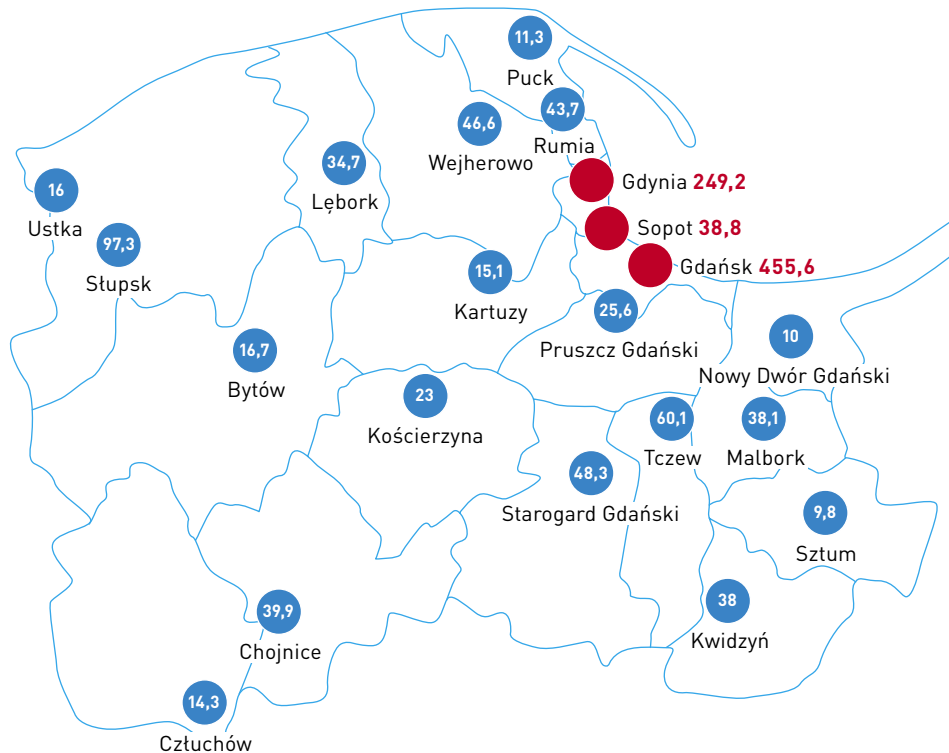 11,3
Puck
43,7
Rumia
46,6
Wejherowo
34,7
Lębork
Gdynia 249,2
16
Ustka
Sopot 38,8
97,3
Słupsk
Gdańsk 455,6
15,1
Kartuzy
25,6
Pruszcz Gdański
16,7
Bytów
10
Nowy Dwór Gdański
23
Kościerzyna
60,1
Tczew
38,1
Malbork
48,3
Starogard Gdański
9,8
Sztum
38
Kwidzyń
39,9
Chojnice
14,3
Człuchów